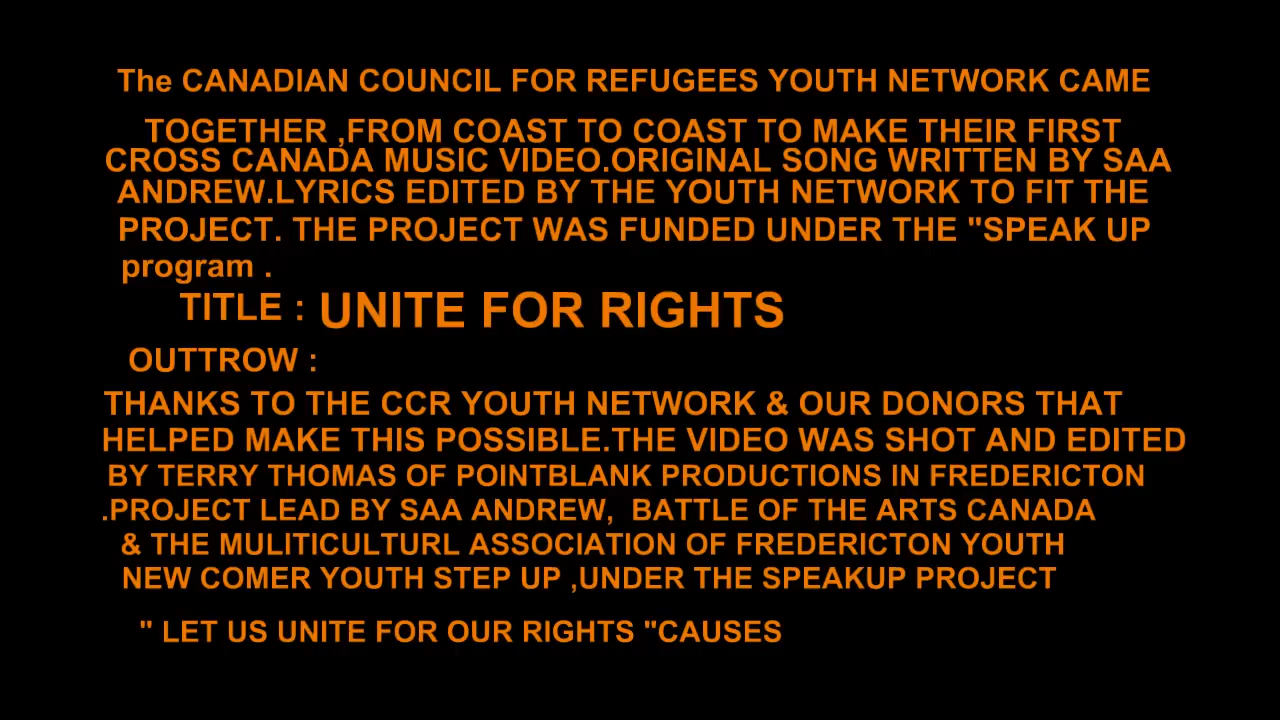 The CANADIAN COUNCIL FOR REFUGEES YOUTH NETWORK CAME
TOGETHER ,FROM COAST TO COAST TO MAKE THEIR FIRST
CROSS CANADA MUSIC VIDEO.ORIGINAL SONG WRITTEN BY SAA
ANDREW.LYRICS EDITED BY THE YOUTH NETWORK TO FIT THE
PROJECT. THE PROJECT WAS FUNDED UNDER THE "SPEAK UP
program .
TITLE : UNITE FOR RIGHTS
OUTTROW :
THANKS TO THE CCR YOUTH NETWORK & OUR DONORS THAT
HELPED MAKE THIS POSSIBLE.THE VIDEO WAS SHOT AND EDITED
BY TERRY THOMAS OF POINTBLANK PRODUCTIONS IN FREDERICTON
.PROJECT LEAD BY SAA ANDREW, BATTLE OF THE ARTS CANADA
& THE MULITICULTURL ASSOCIATION OF FREDERICTON YOUTH
NEW COMER YOUTH STEP UP ,UNDER THE SPEAKUP PROJECT
" LET US UNITE FOR OUR RIGHTS "CAUSES